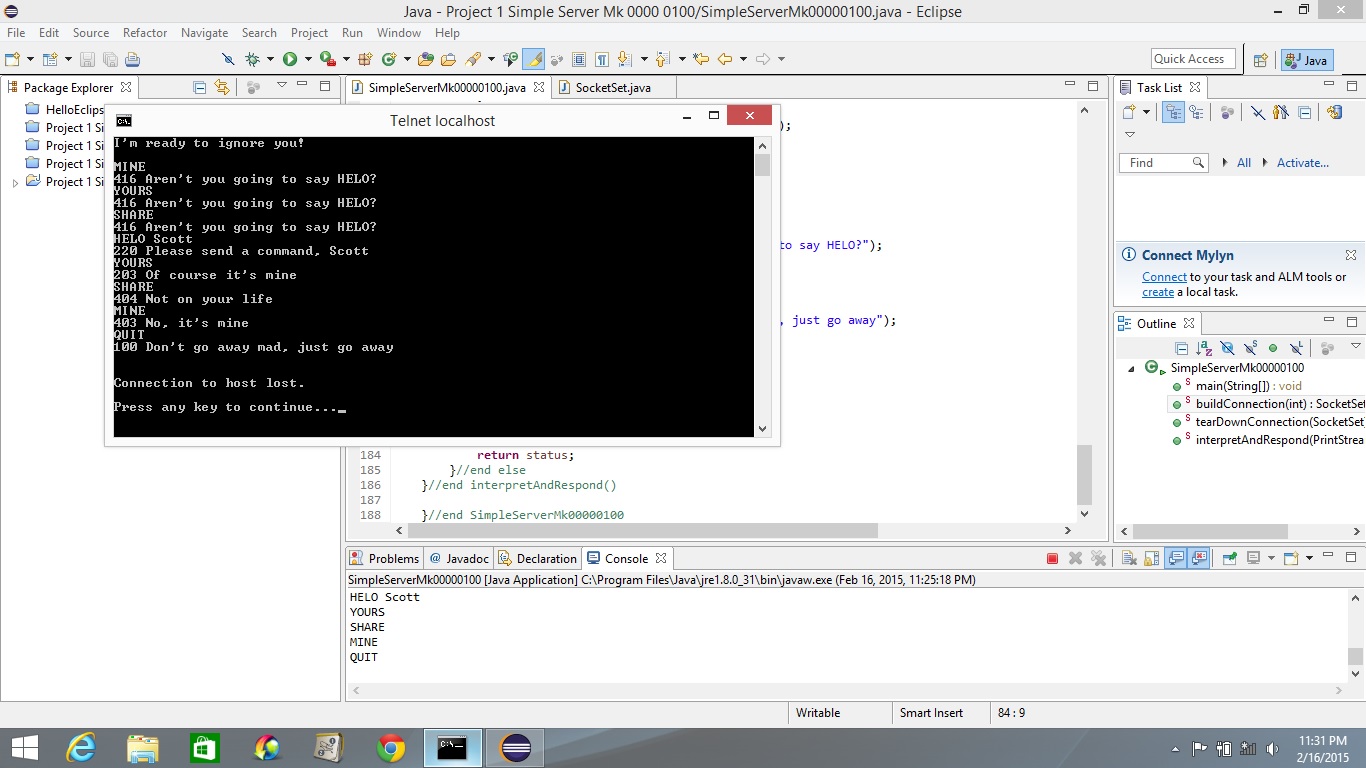 Java - Project 1 Simple Server Mk 0000 0100/SimpleServerMk00000100.java - Eclipse
File Edit Source Refactor Navigate Search Project Run Window Help
Quick Access
Java
Package Explorer
HelloEclips
Project 1 Si
Project 1 Si
Project 1 Si
Project 1 Si
SimpleServerMk00000100.java
SocketSet.java
);
to say HELO?");
, just go away");
Telnet localhost
I'm ready to ignore you!
MINE
416 Aren't you going to say HELO?
YOURS
416 Aren't you going to say HELO?
SHARE
416 Aren't you going to say HELO?
HELO Scott
220 Please send a command, Scott
YOURS
203 Of course it's mine
SHARE
404 Not on your life
MINE
403 No, it's mine
QUIT
100 Don't go away mad, just go away
Connection to host lost.
Press any key to continue..._
184 return status;
185 }//end else
186 }//end interpretAndRespond()
187
188 }//end SimpleServerMk00000100
Task List
Find All Activate...
Connect Mylyn
Connect to your task and ALM tools or
create a local task.
Outline
SimpleServerMk00000100
main(String[]) : void
buildConnection(int) : SocketSet
tearDownConnection(SocketSet
interpretAndRespond(PrintStrea
Problems @ Javadoc Declaration Console
SimpleServerMk00000100 [Java Application] C:\Program Files\Java\jre1.8.0_31\bin\javaw.exe (Feb 16, 2015, 11:25:18 PM)
HELO Scott
YOURS
SHARE
MINE
QUIT
Writable Smart Insert 84 : 9
11:31 PM
2/16/2015